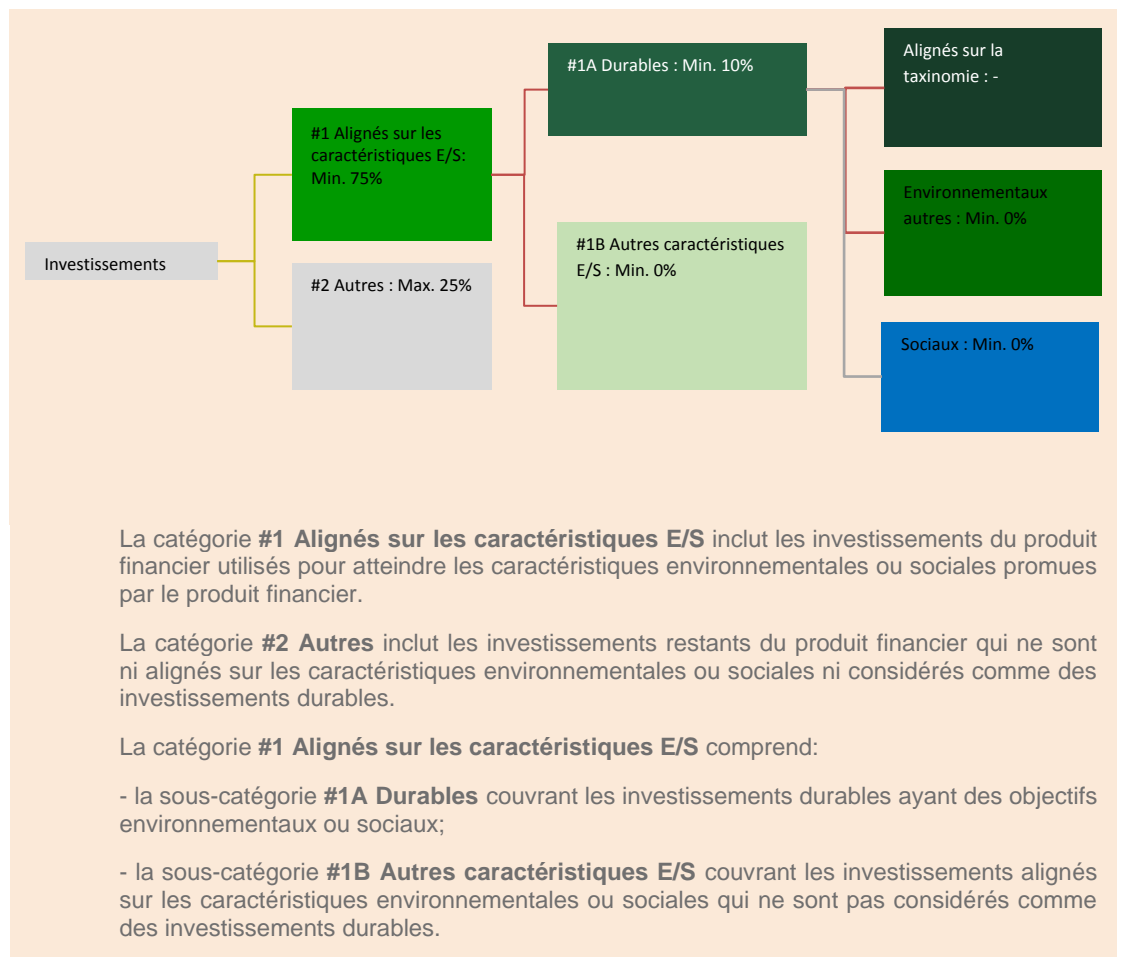 Investissements
#1 Alignés sur les
caractéristiques E/S:
Min. 75%
#2 Autres : Max. 25%
#1A Durables : Min. 10%
#1B Autres caractéristiques
E/S : Min. 0%
Alignés sur la
taxinomie : -
Environnementaux
autres : Min. 0%
Sociaux : Min. 0%
La catégorie #1 Alignés sur les caractéristiques E/S inclut les investissements du produit
financier utilisés pour atteindre les caractéristiques environnementales ou sociales promues
par le produit financier.
La catégorie #2 Autres inclut les investissements restants du produit financier qui ne sont
ni alignés sur les caractéristiques environnementales ou sociales ni considérés comme des
investissements durables.
La catégorie #1 Alignés sur les caractéristiques E/S comprend:
- la sous-catégorie #1A Durables couvrant les investissements durables ayant des objectifs
environnementaux ou sociaux;
- la sous-catégorie #1B Autres caractéristiques E/S couvrant les investissements alignés
sur les caractéristiques environnementales ou sociales qui ne sont pas considérés comme
des investissements durables.